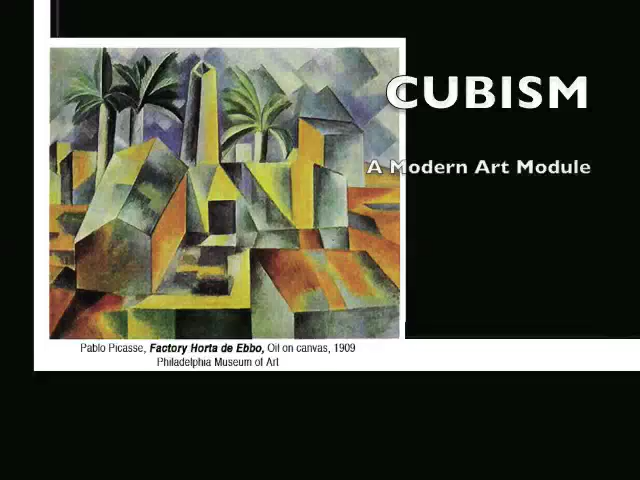 CUBISM
A Modern Art Module
Pablo Picasse, Factory Horta de Ebbo, Oil on canvas, 1909
Philadelphia Museum of Art